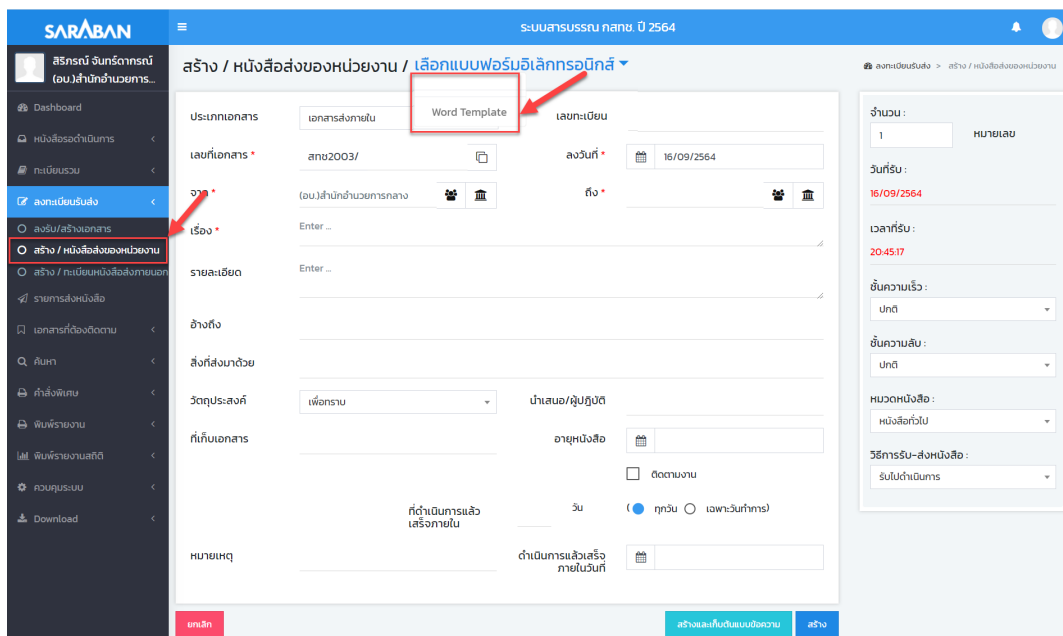 SARABAN
ระบบสารบรรณ กสทช. ปี 2564
สิริภรณ์ จันทร์ดาภรณ์
(อบ.)สำนักอำนวยการ...
Dashboard
หนังสือรอดำเนินการ
ทะเบียนรวม
ลงทะเบียนรับส่ง
ลงรับ/สร้างเอกสาร
สร้าง / หนังสือส่งของหน่วยงาน
สร้าง / ทะเบียนหนังสือส่งภายนอก
รายการส่งหนังสือ
เอกสารที่ต้องติดตาม
ค้นหา
คำสั่งพิเศษ
พิมพ์รายงาน
พิมพ์รายงานสถิติ
ควบคุมระบบ
Download
สร้าง / หนังสือส่งของหน่วยงาน / เลือกแบบฟอร์มอิเล็กทรอนิกส์
ลงทะเบียนรับส่ง > สร้าง / หนังสือส่งของหน่วยงาน
Word Template
ประเภทเอกสาร เอกสารส่งภายใน เลขทะเบียน
เลขที่เอกสาร * สทช2003/ ลงวันที่ * 16/09/2564
จาก * (อบ.)สำนักอำนวยการกลาง ถึง *
เรื่อง * Enter ...
รายละเอียด Enter ...
อ้างถึง
สิ่งที่ส่งมาด้วย
วัตถุประสงค์ เพื่อทราบ นำเสนอ/ผู้ปฏิบัติ
ที่เก็บเอกสาร อายุหนังสือ
ติดตามงาน
ที่ดำเนินการแล้ว
เสร็จภายใน วัน ( ทุกวัน เฉพาะวันทำการ)
หมายเหตุ ดำเนินการแล้วเสร็จ
ภายในวันที่
ยกเลิก สร้างและเก็บต้นแบบข้อความ สร้าง
จำนวน :
1 หมายเลข
วันที่รับ :
16/09/2564
เวลาที่รับ :
20:45:17
ชั้นความเร็ว :
ปกติ
ชั้นความลับ :
ปกติ
หมวดหนังสือ :
หนังสือทั่วไป
วิธีการรับ-ส่งหนังสือ :
รับไปดำเนินการ